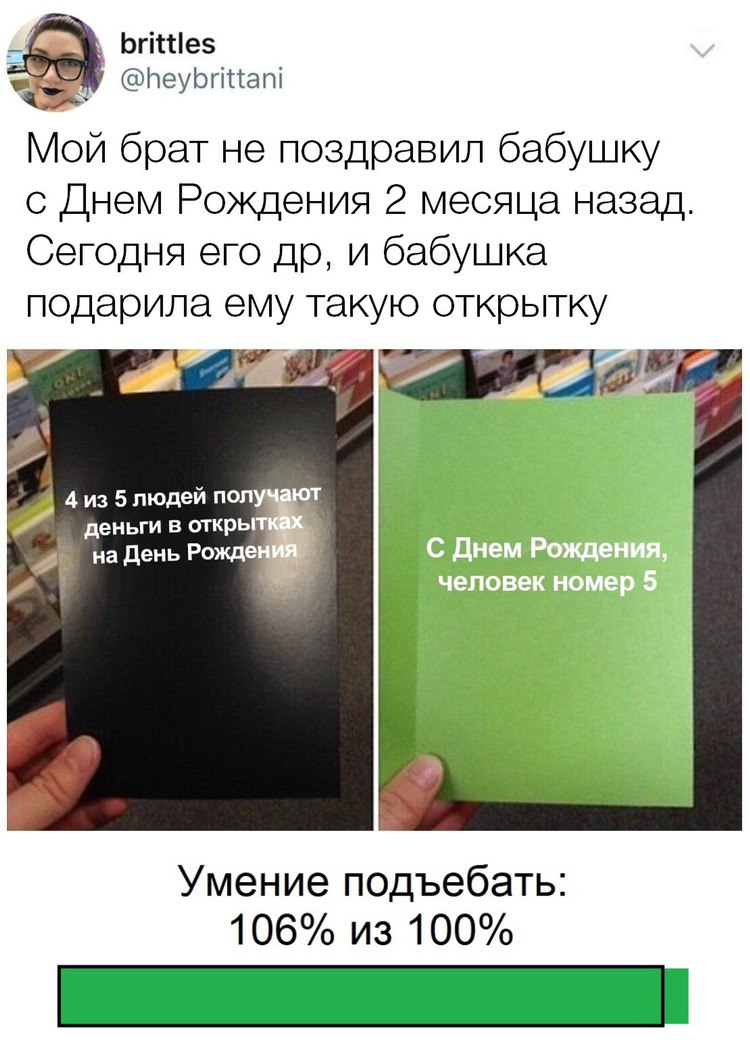 brittles
@heybrittani
Мой брат не поздравил бабушку
с Днем Рождения 2 месяца назад.
Сегодня его др, и бабушка
подарила ему такую открытку
4 из 5 людей получают
деньги в открытках
на День Рождения
С Днем Рождения,
человек номер 5
Умение подъебать:
106% из 100%